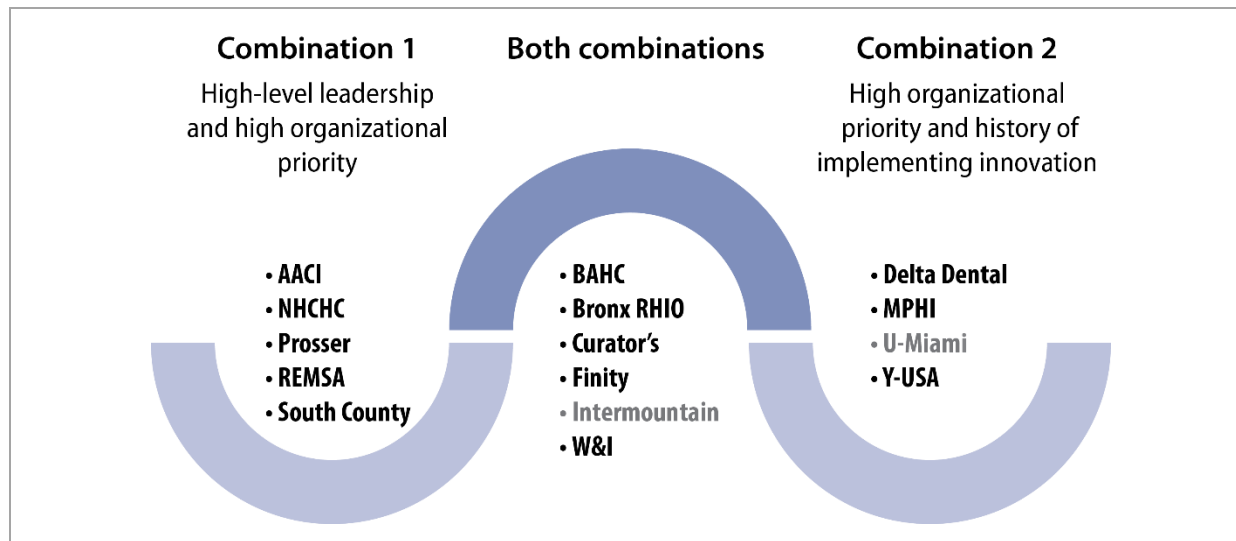 Combination 1
High-level leadership
and high organizational
priority
• AACI
• NHCHC
• Prosser
• REMSA
• South County
Both combinations
• BAHC
• Bronx RHIO
• Curator’s
• Finity
• Intermountain
• W&I
Combination 2
High organizational
priority and history of
implementing innovation
• Delta Dental
• MPHI
• U-Miami
• Y-USA